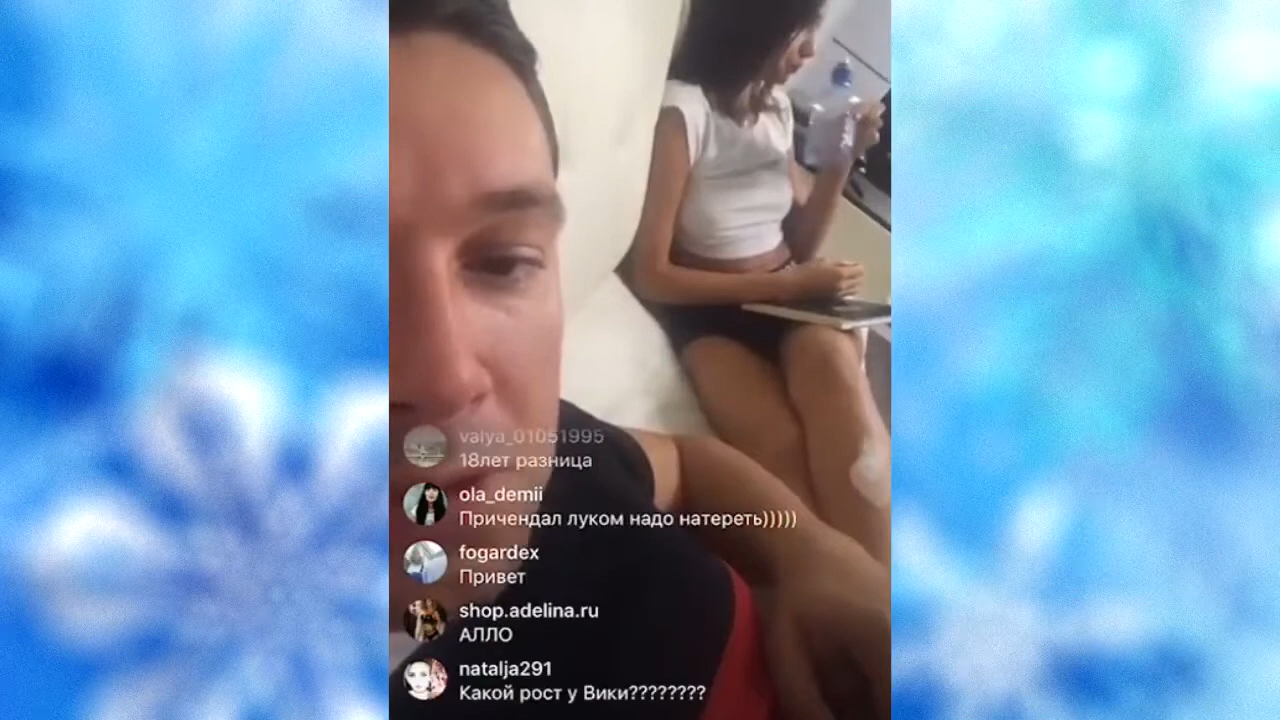 valya_01051995
18лет разница
ola_demii
Причендал луком надо натереть)))))
fogardex
Привет
shop.adelina.ru
АЛЛО
natalja291
Какой рост у Вики????????